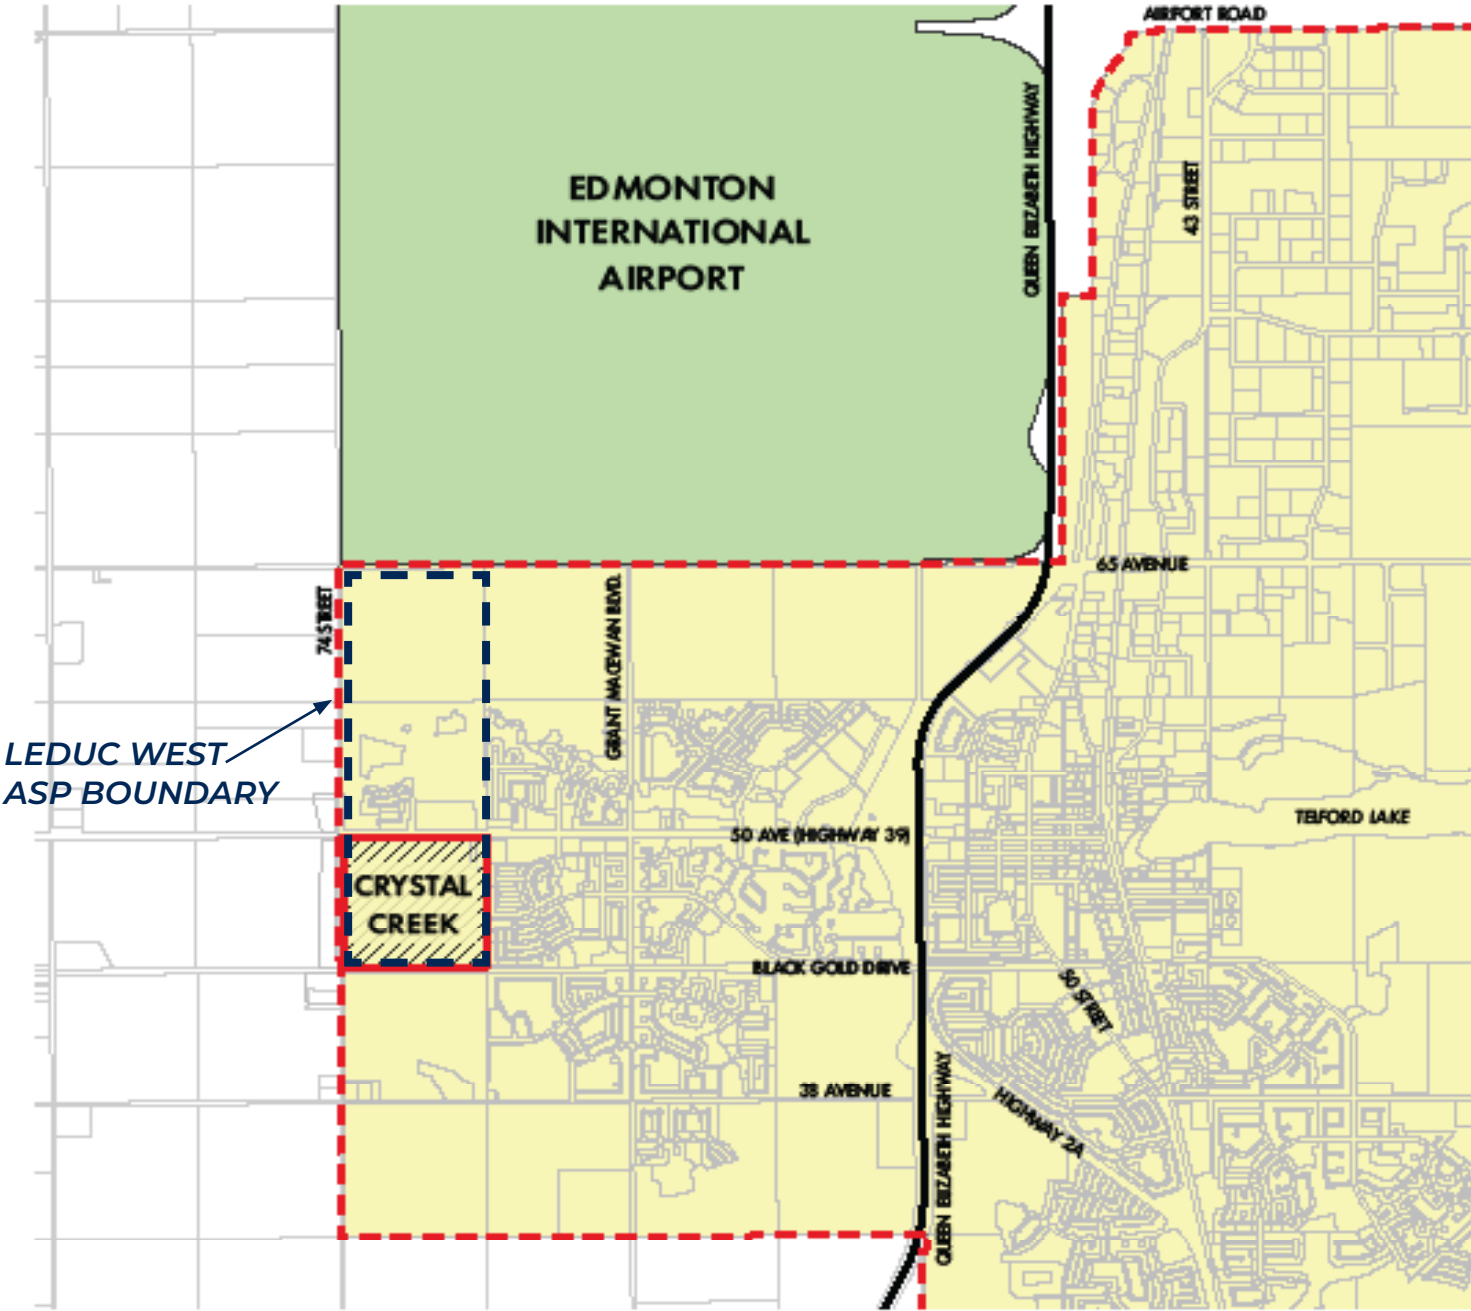 AIRPORT ROAD
EDMONTON
INTERNATIONAL
AIRPORT
QUEEN ELIZABETH HIGHWAY
43 STREET
65 AVENUE
74 STREET
GRANT MACEWAN BLVD.
LEDUC WEST
ASP BOUNDARY
50 AVE (HIGHWAY 39)
TELFORD LAKE
CRYSTAL
CREEK
BLACK GOLD DRIVE
50 STREET
38 AVENUE
HIGHWAY 2A
QUEEN ELIZABETH HIGHWAY